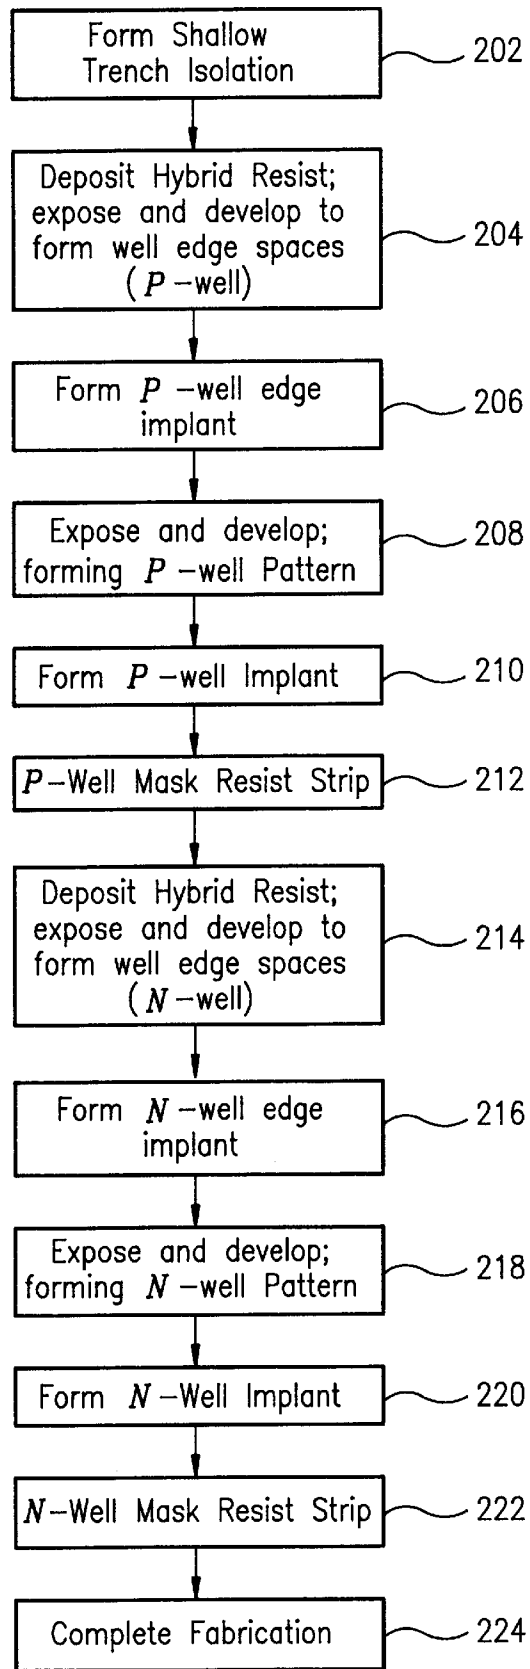 Form Shallow
Trench Isolation
202
Deposit Hybrid Resist;
expose and develop to
form well edge spaces
(P-well)
204
Form P-well edge
implant
206
Expose and develop;
forming P-well Pattern
208
Form P-well Implant
210
P-Well Mask Resist Strip
212
Deposit Hybrid Resist;
expose and develop to
form well edge spaces
(N-well)
214
Form N-well edge
implant
216
Expose and develop;
forming N-well Pattern
218
Form N-Well Implant
220
N-Well Mask Resist Strip
222
Complete Fabrication
224